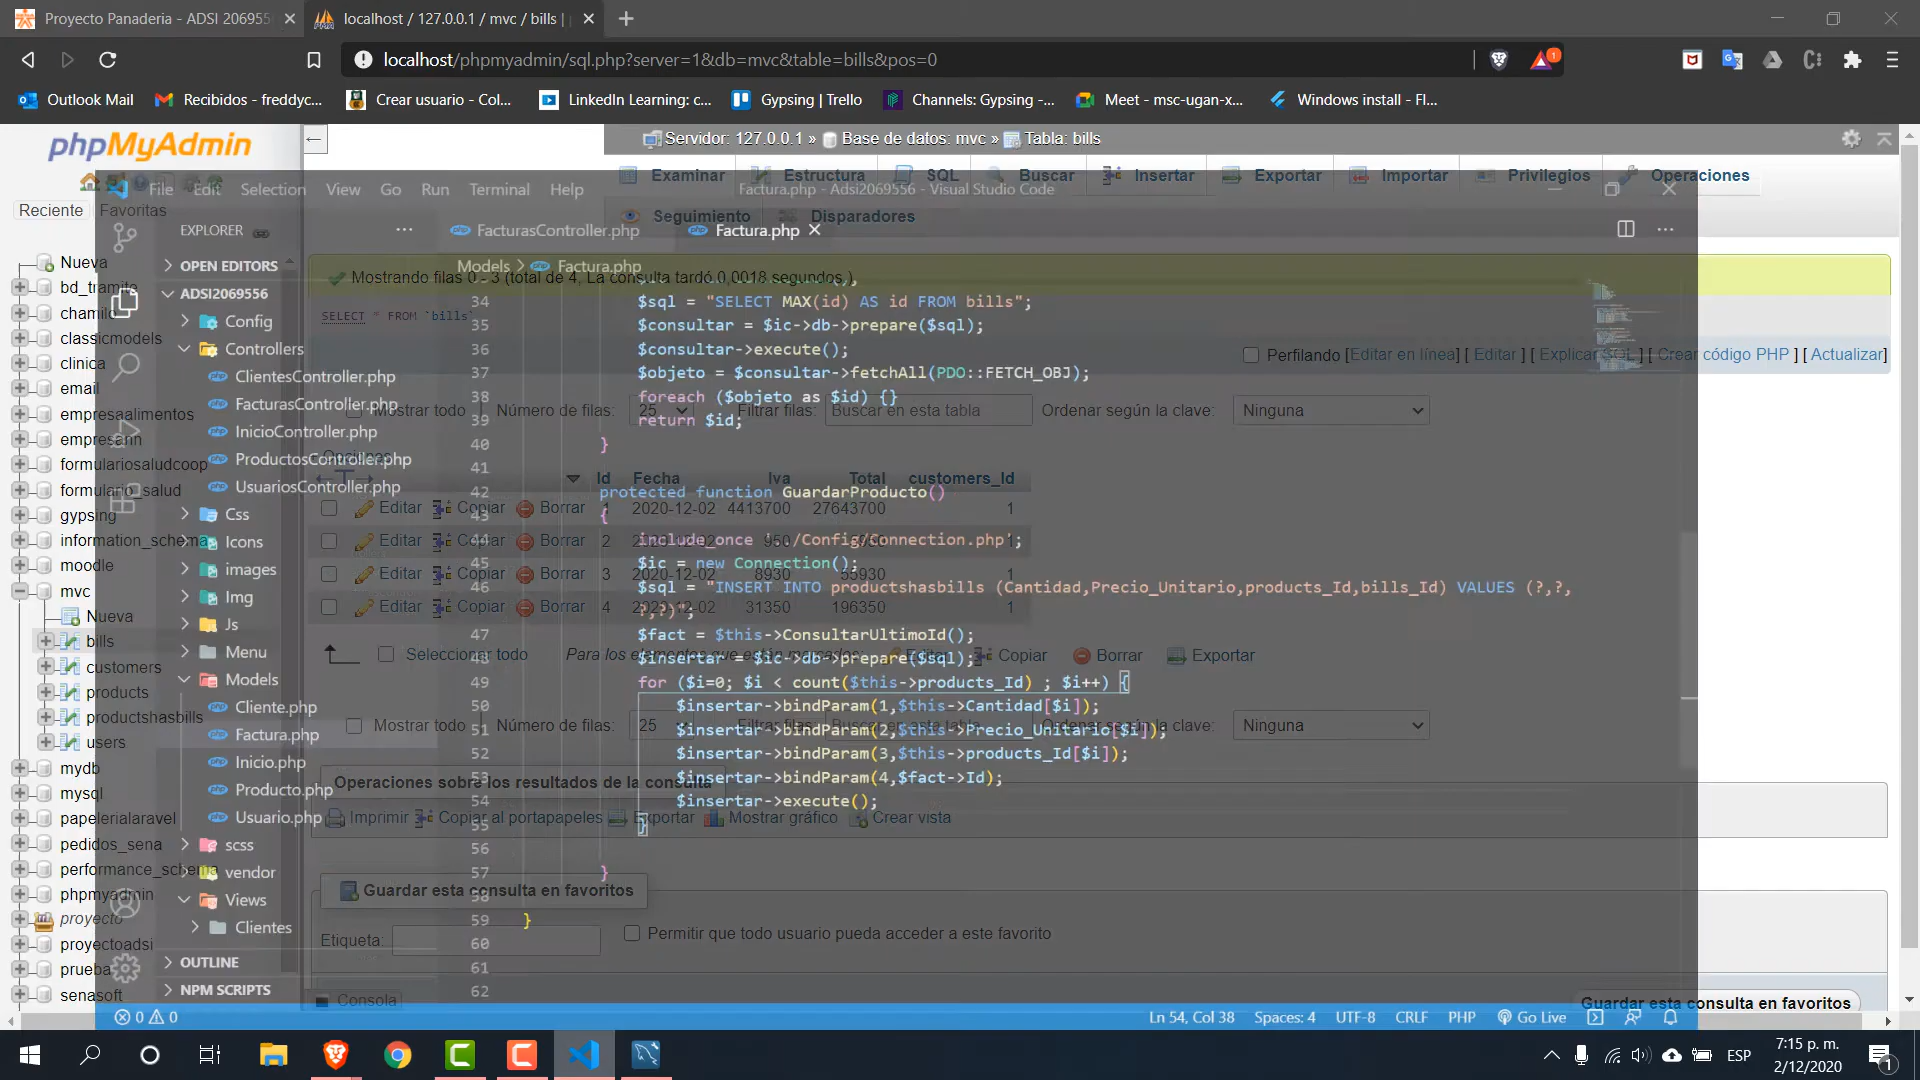 Proyecto Panaderia - ADSI 206955
localhost / 127.0.0.1 / mvc / bills |
localhost/phpmyadmin/sql.php?server=1&db=mvc&table=bills&pos=0
1
Outlook Mail
Recibidos - freddyc...
Crear usuario - Col...
LinkedIn Learning: c...
Gypsing | Trello
Channels: Gypsing -...
Meet - msc-ugan-x...
Windows install - Fl...
phpMyAdmin
Servidor: 127.0.0.1 » Base de datos: mvc » Tabla: bills
Examinar
Estructura
SQL
Buscar
Insertar
Exportar
Importar
Privilegios
Operaciones
Seguimiento
Disparadores
File Edit Selection View Go Run Terminal Help
Factura.php - Adsi2069556 - Visual Studio Code
Reciente
Favoritas
EXPLORER
FacturasController.php
Factura.php
Models > Factura.php
OPEN EDITORS
ADSI2069556
Config
Controllers
ClientesController.php
FacturasController.php
InicioController.php
ProductosController.php
UsuariosController.php
Css
Icons
images
Img
Js
Menu
Models
Cliente.php
Factura.php
Inicio.php
Producto.php
Usuario.php
scss
vendor
Views
Clientes
OUTLINE
NPM SCRIPTS
Nueva
bd_tramite
chamilo
classicmodels
clinica
email
empresaalimentos
formulariosaludcoop
formulario_salud
gypsing
information_schema
moodle
mvc
Nueva
bills
customers
products
productshasbills
users
mydb
mysql
papelerialaravel
pedidos_sena
performance_schema
phpmyadmin
proyecto
proyectoadsi
senasoft
Mostrando filas 0 - 3 (total de 4, La consulta tardó 0,0018 segundos.)
SELECT * FROM `bills`
Perfilando [Editar en línea] [ Editar ] [ Explicar SQL ] [ Crear código PHP ] [ Actualizar]
Mostrar todo
Número de filas: 25
Filtrar filas: Buscar en esta tabla
Ordenar según la clave: Ninguna
Opciones
Id Fecha Iva Total customers_Id
Editar Copiar Borrar 1 2020-12-02 4413700 27643700 1
Editar Copiar Borrar 2 2020-12-02 950 1
Editar Copiar Borrar 3 2020-12-02 8930 55930 1
Editar Copiar Borrar 4 2020-12-02 31350 196350 1
Seleccionar todo
Para los elementos que están marcados:
Editar
Copiar
Borrar
Exportar
Mostrar todo
Número de filas: 25
Filtrar filas: Buscar en esta tabla
Ordenar según la clave: Ninguna
Operaciones sobre los resultados de la consulta
Imprimir
Copiar al portapapeles
Exportar
Mostrar gráfico
Crear vista
Guardar esta consulta en favoritos
Etiqueta:
Permitir que todo usuario pueda acceder a este favorito
Consola
Guardar esta consulta en favoritos
34 $sql = "SELECT MAX(id) AS id FROM bills";
35 $consultar = $ic->db->prepare($sql);
36 $consultar->execute();
37 $objeto = $consultar->fetchAll(PDO::FETCH_OBJ);
38 foreach ($objeto as $id) {}
39 return $id;
40 }
41
42 protected function GuardarProducto()
43 {
44 include_once '../Config/Connection.php';
45 $ic = new Connection();
46 $sql = "INSERT INTO productshasbills (Cantidad,Precio_Unitario,products_Id,bills_Id) VALUES (?,?,
?,?)";
47 $fact = $this->ConsultarUltimoId();
48 $insertar = $ic->db->prepare($sql);
49 for ($i=0; $i < count($this->products_Id) ; $i++) {
50 $insertar->bindParam(1,$this->Cantidad[$i]);
51 $insertar->bindParam(2,$this->Precio_Unitario[$i]);
52 $insertar->bindParam(3,$this->products_Id[$i]);
53 $insertar->bindParam(4,$fact->Id);
54 $insertar->execute();
55 }
56
57 }
58
59 }
60
61
62
0 0
Ln 54, Col 38
Spaces: 4
UTF-8
CRLF
PHP
Go Live
ESP
7:15 p. m.
2/12/2020
1